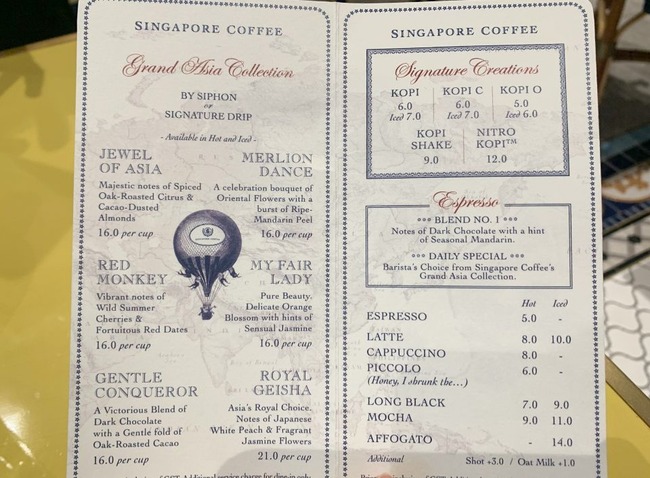 SINGAPORE COFFEE
Grand Asia Collection
BY SIPHON
or
SIGNATURE DRIP
- Available in Hot and Iced -
JEWEL
OF ASIA
Majestic notes of Spiced
Oak-Roasted Citrus &
Cacao-Dusted
Almonds
16.0 per cup
MERLION
DANCE
A celebration bouquet of
Oriental Flowers with a
burst of Ripe-
Mandarin Peel
16.0 per cup
RED
MONKEY
Vibrant notes of
Wild Summer
Cherries &
Fortuitous Red Dates
16.0 per cup
MY FAIR
LADY
Pure Beauty.
Delicate Orange
Blossom with hints of
Sensual Jasmine
16.0 per cup
GENTLE
CONQUEROR
A Victorious Blend of
Dark Chocolate
with a Gentle fold of
Oak-Roasted Cacao
16.0 per cup
ROYAL
GEISHA
Asia's Royal Choice.
Notes of Japanese
White Peach & Fragrant
Jasmine Flowers
21.0 per cup
GST. Additional service charge for dine-in only.
SINGAPORE COFFEE
Signature Creations
KOPI
6.0
Iced 7.0
KOPI C
6.0
Iced 7.0
KOPI O
5.0
Iced 6.0
KOPI
SHAKE
9.0
NITRO
KOPI™
12.0
Espresso
BLEND NO. 1
Notes of Dark Chocolate with a hint
of Seasonal Mandarin.
DAILY SPECIAL
Barista's Choice from Singapore Coffee's
Grand Asia Collection.
Hot Iced
ESPRESSO 5.0 -
LATTE 8.0 10.0
CAPPUCCINO 8.0 -
PICCOLO 6.0 -
(Honey, I shrunk the...)
LONG BLACK 7.0 9.0
MOCHA 9.0 11.0
AFFOGATO - 14.0
Additional Shot +3.0 / Oat Milk +1.0